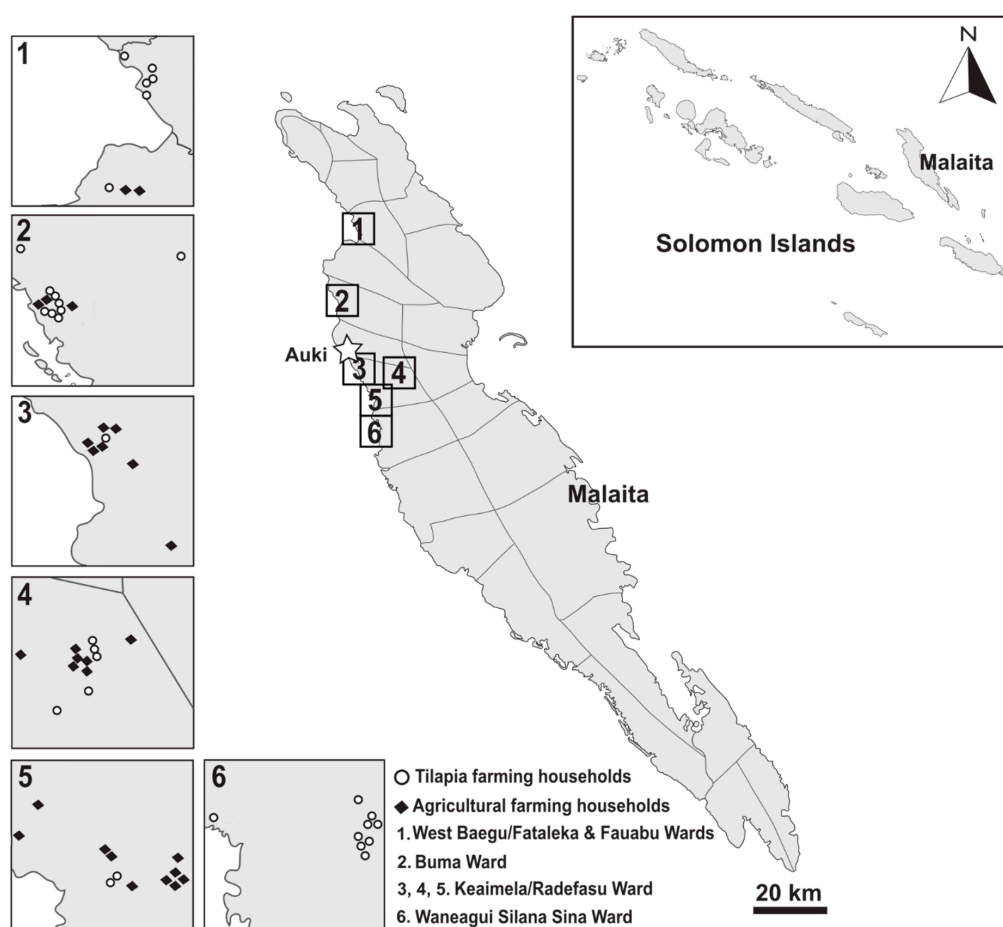 1
2
3
4
5
6
1
2
Auki
3
4
5
6
Malaita
N
Malaita
Solomon Islands
Tilapia farming households
Agricultural farming households
1. West Baegu/Fataleka & Fauabu Wards
2. Buma Ward
3, 4, 5. Keaimela/Radefasu Ward
6. Waneagui Silana Sina Ward
20 km